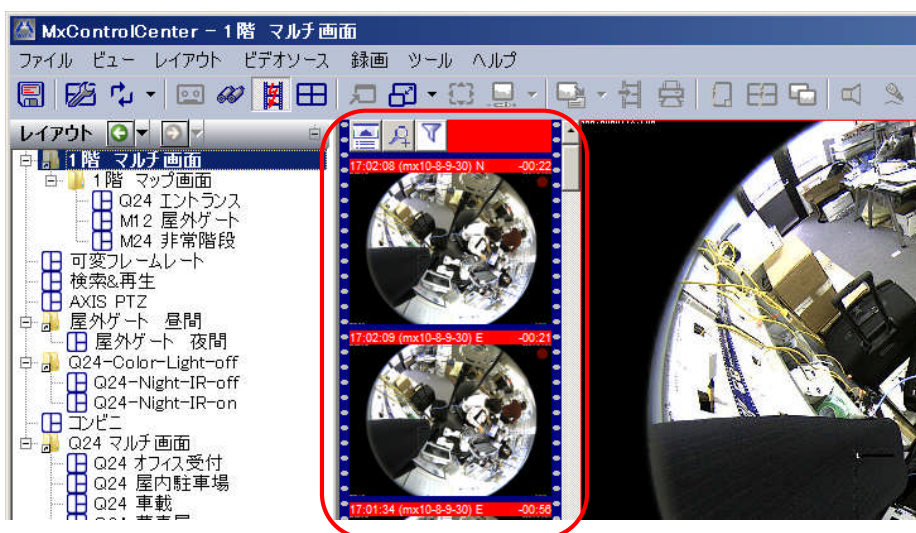 MxControlCenter - 1階 マルチ画面
ファイル ビュー レイアウト ビデオソース 録画 ツール ヘルプ
レイアウト
1階 マルチ画面
1階 マップ画面
Q24 エントランス
M12 屋外ゲート
M24 非常階段
可変フレームレート
検索&再生
AXIS PTZ
屋外ゲート 昼間
屋外ゲート 夜間
Q24-Color-Light-off
Q24-Night-IR-off
Q24-Night-IR-on
コンビニ
Q24 マルチ画面
Q24 オフィス受付
Q24 屋内駐車場
Q24 車載
17:02:08 (mx10-8-9-30) N -00:22
17:02:09 (mx10-8-9-30) E -00:21
17:01:34 (mx10-8-9-30) E -00:56